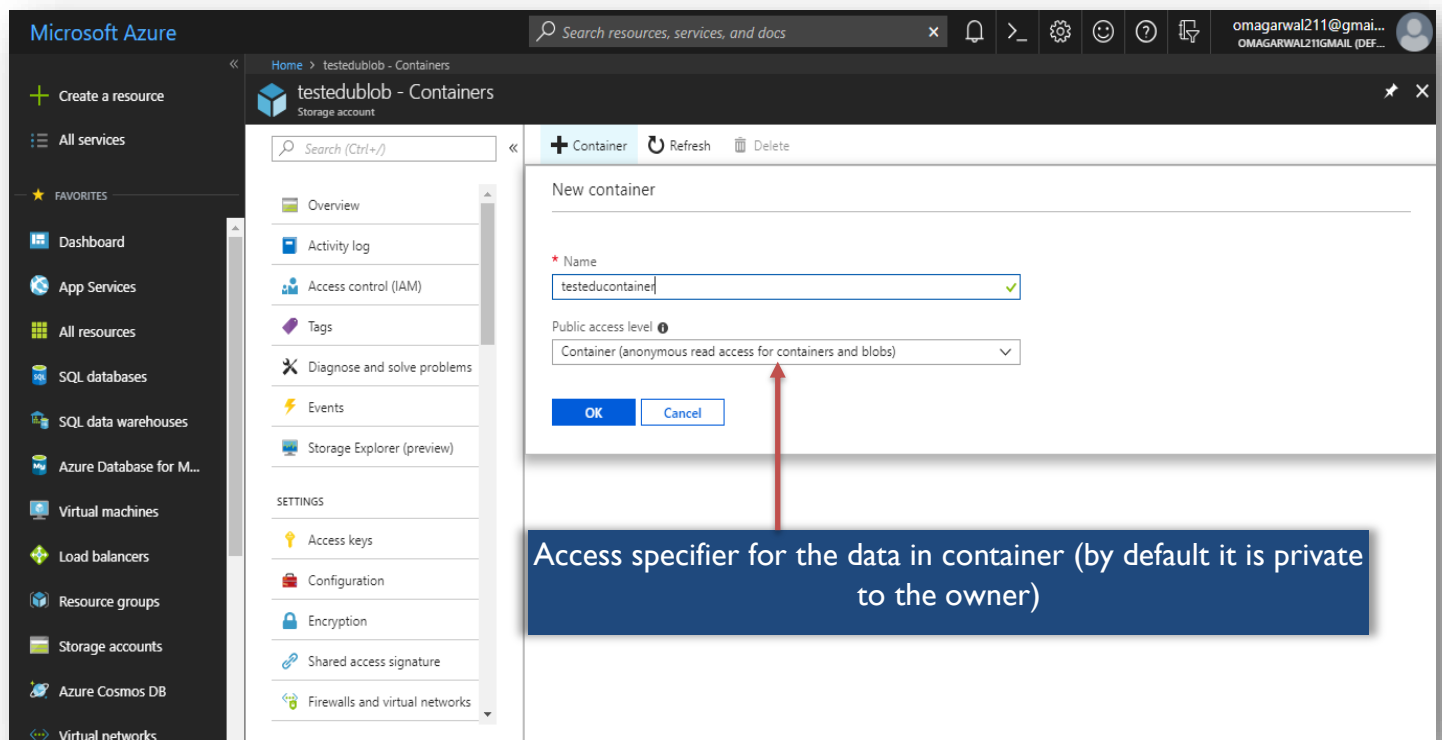 Microsoft Azure
Search resources, services, and docs
omagarwal211@gmai...
OMAGARWAL211GMAIL (DEF...
Create a resource
All services
FAVORITES
Dashboard
App Services
All resources
SQL databases
SQL data warehouses
Azure Database for M...
Virtual machines
Load balancers
Resource groups
Storage accounts
Azure Cosmos DB
Virtual networks
Home > testedublob - Containers
testedublob - Containers
Storage account
Search (Ctrl+/)
Overview
Activity log
Access control (IAM)
Tags
Diagnose and solve problems
Events
Storage Explorer (preview)
SETTINGS
Access keys
Configuration
Encryption
Shared access signature
Firewalls and virtual networks
Container Refresh Delete
New container
* Name
testeducontainer
Public access level
Container (anonymous read access for containers and blobs)
OK Cancel
Access specifier for the data in container (by default it is private
to the owner)